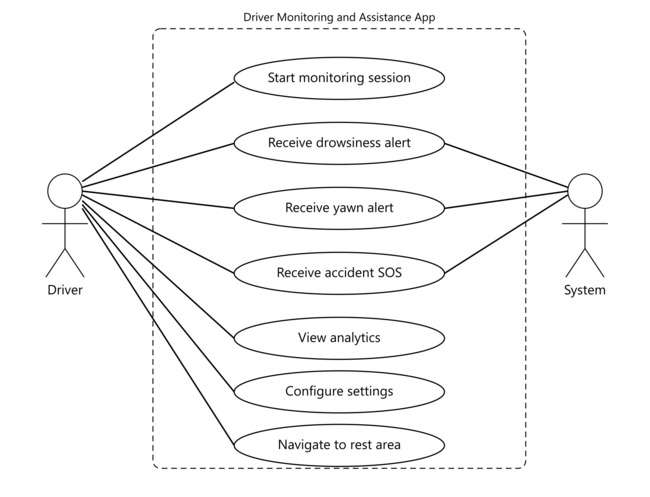 Driver Monitoring and Assistance App
Start monitoring session
Receive drowsiness alert
Receive yawn alert
Receive accident SOS
Driver
System
View analytics
Configure settings
Navigate to rest area